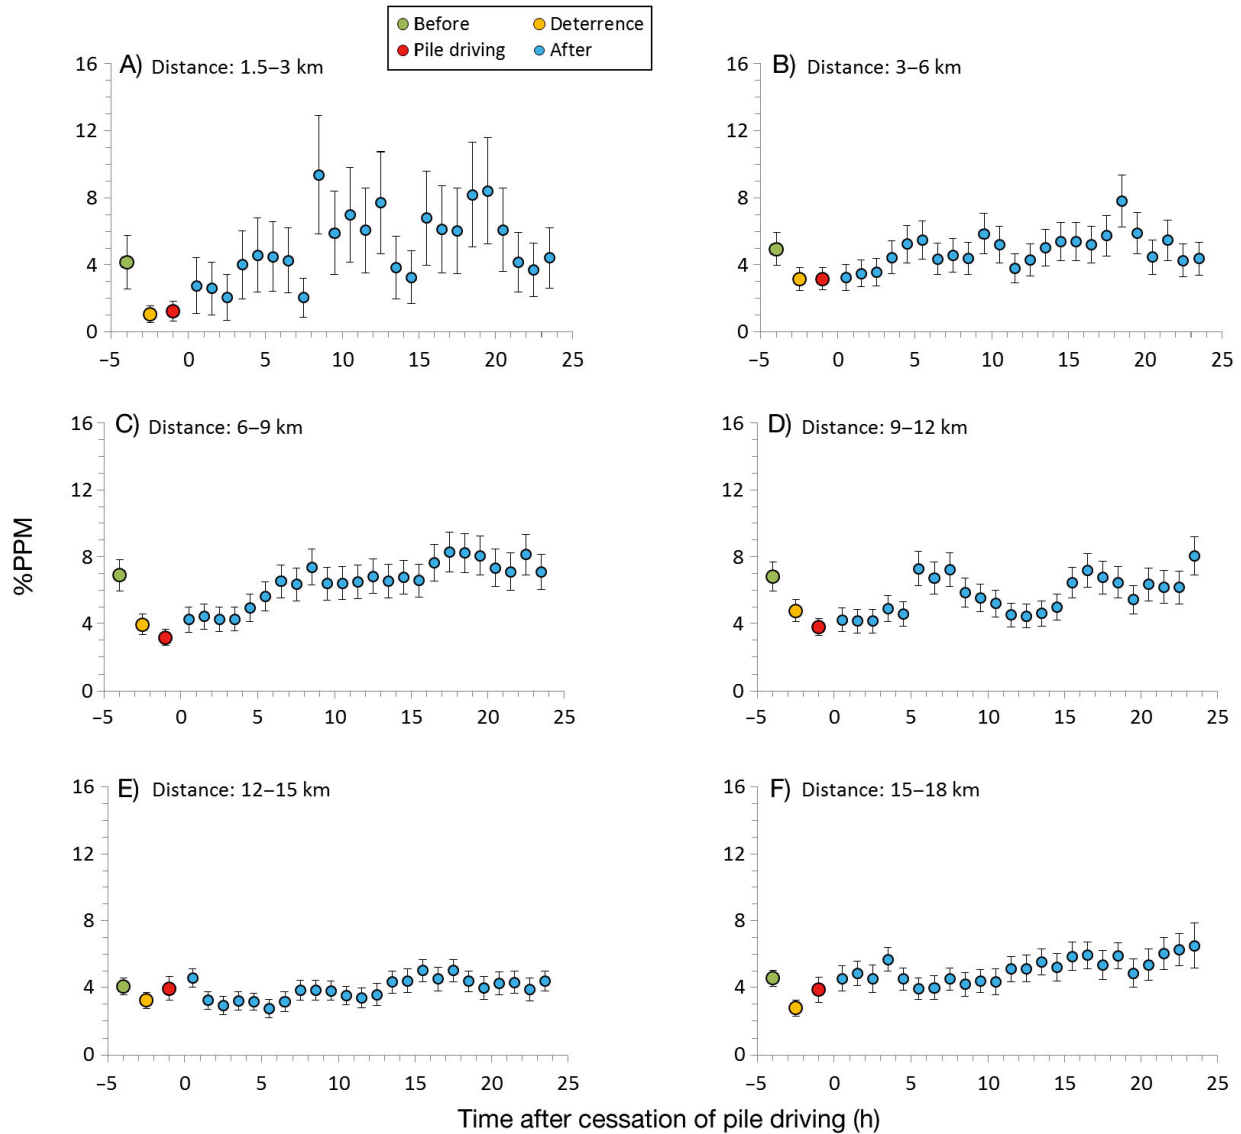 Before Deterrence
Pile driving After
A) Distance: 1.5–3 km
16
12
8
4
0
–5 0 5 10 15 20 25
B) Distance: 3–6 km
16
12
8
4
0
–5 0 5 10 15 20 25
C) Distance: 6–9 km
16
12
8
4
0
–5 0 5 10 15 20 25
D) Distance: 9–12 km
16
12
8
4
0
–5 0 5 10 15 20 25
E) Distance: 12–15 km
16
12
8
4
0
–5 0 5 10 15 20 25
F) Distance: 15–18 km
16
12
8
4
0
–5 0 5 10 15 20 25
%PPM
Time after cessation of pile driving (h)